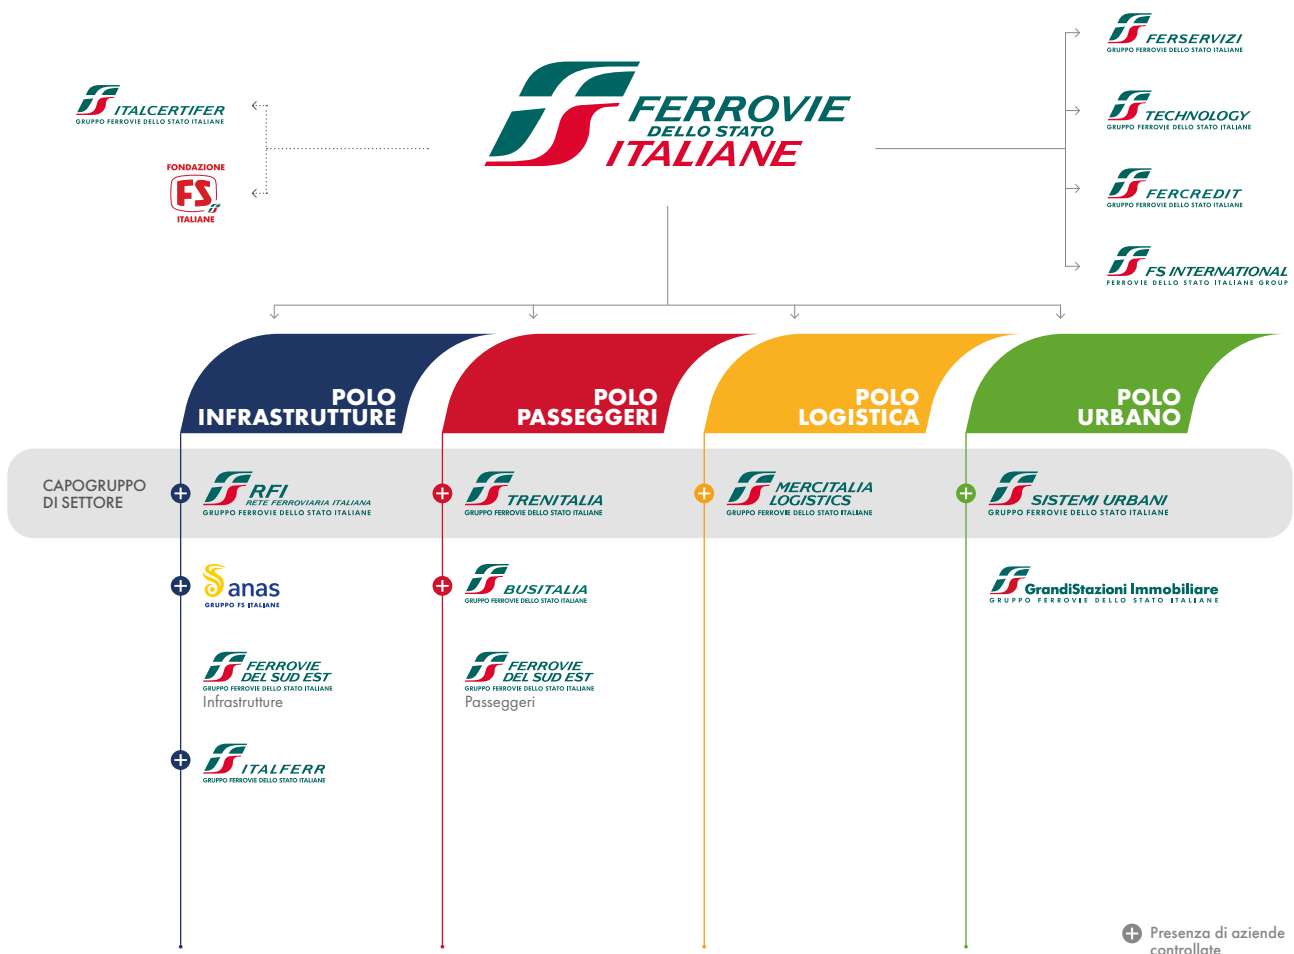 FERSERVIZI
GRUPPO FERROVIE DELLO STATO ITALIANE
ITALCERTIFER
GRUPPO FERROVIE DELLO STATO ITALIANE
FERROVIE
DELLO STATO
ITALIANE
TECHNOLOGY
GRUPPO FERROVIE DELLO STATO ITALIANE
FONDAZIONE
FS
ITALIANE
FERCREDIT
GRUPPO FERROVIE DELLO STATO ITALIANE
FS INTERNATIONAL
FERROVIE DELLO STATO ITALIANE GROUP
POLO
INFRASTRUTTURE
POLO
PASSEGGERI
POLO
LOGISTICA
POLO
URBANO
CAPOGRUPPO
DI SETTORE
RFI
RETE FERROVIARIA ITALIANA
GRUPPO FERROVIE DELLO STATO ITALIANE
TRENITALIA
GRUPPO FERROVIE DELLO STATO ITALIANE
MERCITALIA
LOGISTICS
GRUPPO FERROVIE DELLO STATO ITALIANE
SISTEMI URBANI
GRUPPO FERROVIE DELLO STATO ITALIANE
anas
GRUPPO FS ITALIANE
BUSITALIA
GRUPPO FERROVIE DELLO STATO ITALIANE
GrandiStazioni Immobiliare
GRUPPO FERROVIE DELLO STATO ITALIANE
FERROVIE
DEL SUD EST
GRUPPO FERROVIE DELLO STATO ITALIANE
Infrastrutture
FERROVIE
DEL SUD EST
GRUPPO FERROVIE DELLO STATO ITALIANE
Passeggeri
ITALFERR
GRUPPO FERROVIE DELLO STATO ITALIANE
Presenza di aziende
controllate